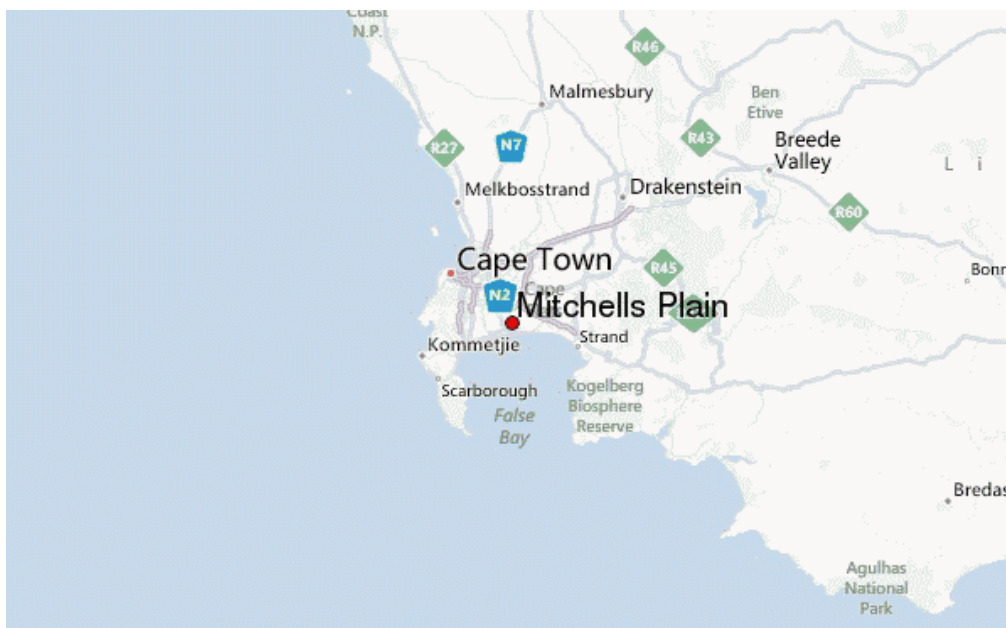 Coast
N.P.
R46
Malmesbury
Ben
Etive
R43
N7
R27
Breede
Valley
L i
Melkbosstrand
Drakenstein
R60
Cape Town
R45
Bonn
N2
Cape
Mitchells Plain
Strand
Kommetjie
Scarborough
Kogelberg
Biosphere
Reserve
False
Bay
Bredas
Agulhas
National
Park